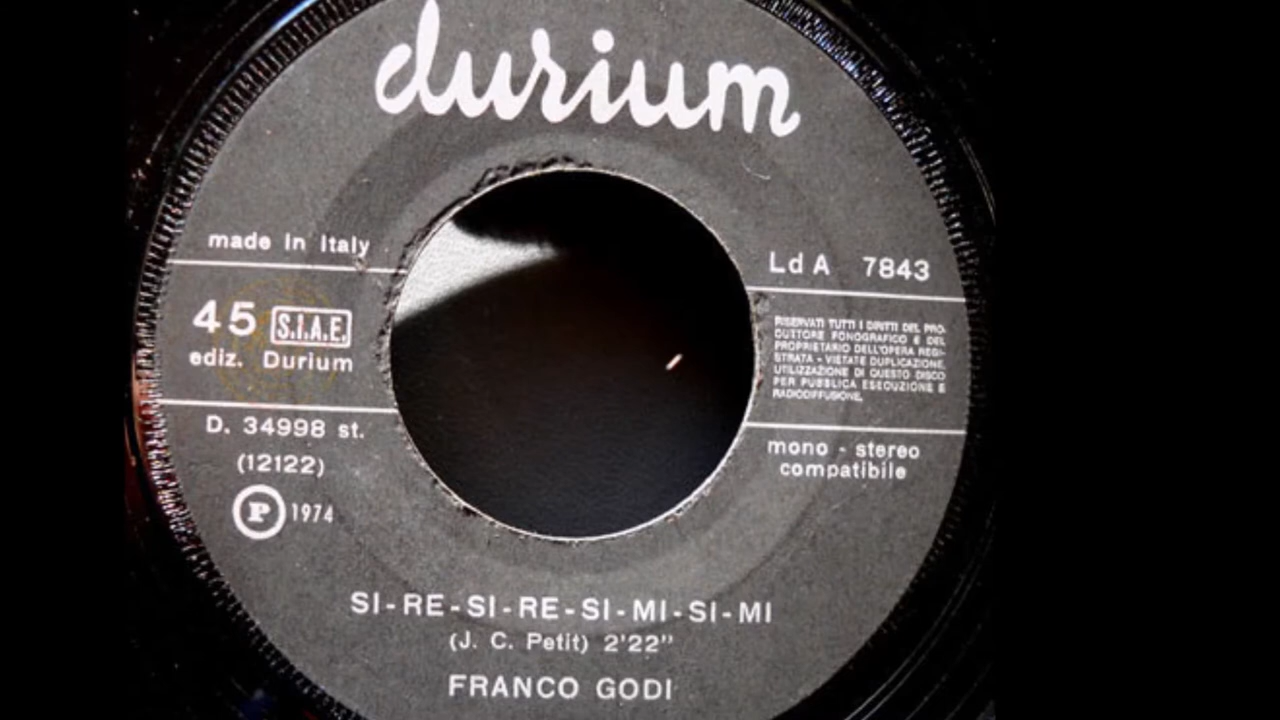 durium
made in Italy
45 S.I.A.E.
ediz. Durium
D. 34998 st.
(12122)
P 1974
Ld A 7843
RISERVATI TUTTI I DIRITTI DEL PRO-
DUTTORE FONOGRAFICO E DEL
PROPRIETARIO DELL'OPERA REGI-
STRATA - VIETATE DUPLICAZIONE,
UTILIZZAZIONE DI QUESTO DISCO
PER PUBBLICA ESECUZIONE E
RADIODIFFUSIONE.
mono - stereo
compatibile
SI-RE-SI-RE-SI-MI-SI-MI
(J. C. Petit) 2'22"
FRANCO GODI